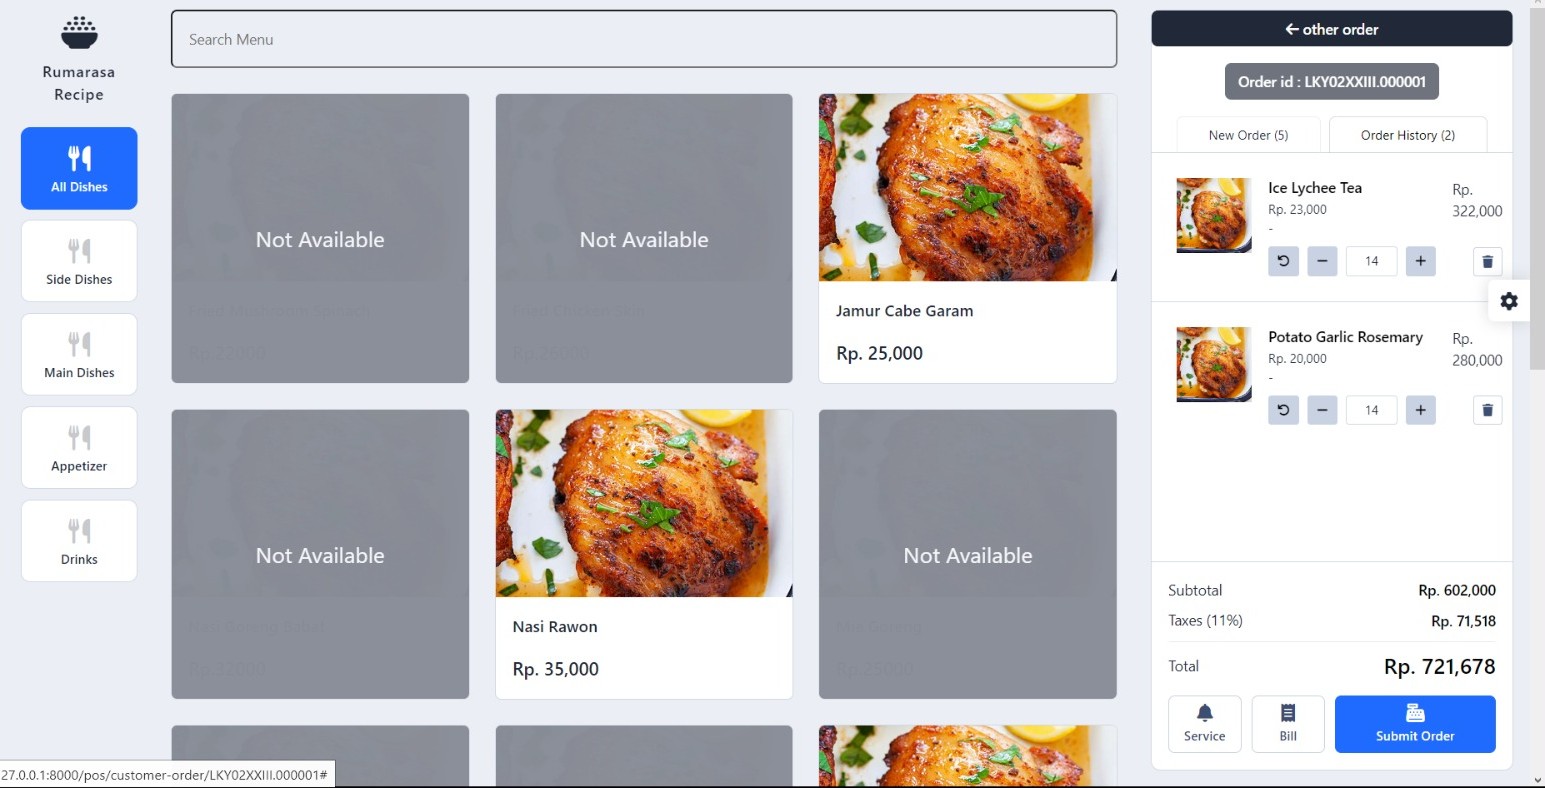 Rumarasa
Recipe
All Dishes
Side Dishes
Main Dishes
Appetizer
Drinks
Search Menu
Not Available
Not Available
Jamur Cabe Garam
Rp. 25,000
Not Available
Nasi Rawon
Rp. 35,000
Not Available
other order
Order id : LKY02XXIII.000001
New Order (5)
Order History (2)
Ice Lychee Tea
Rp. 23,000
-
Rp.
322,000
14
Potato Garlic Rosemary
Rp. 20,000
-
Rp.
280,000
14
Subtotal
Rp. 602,000
Taxes (11%)
Rp. 71,518
Total
Rp. 721,678
Service
Bill
Submit Order
27.0.0.1:8000/pos/customer-order/LKY02XXIII.000001#